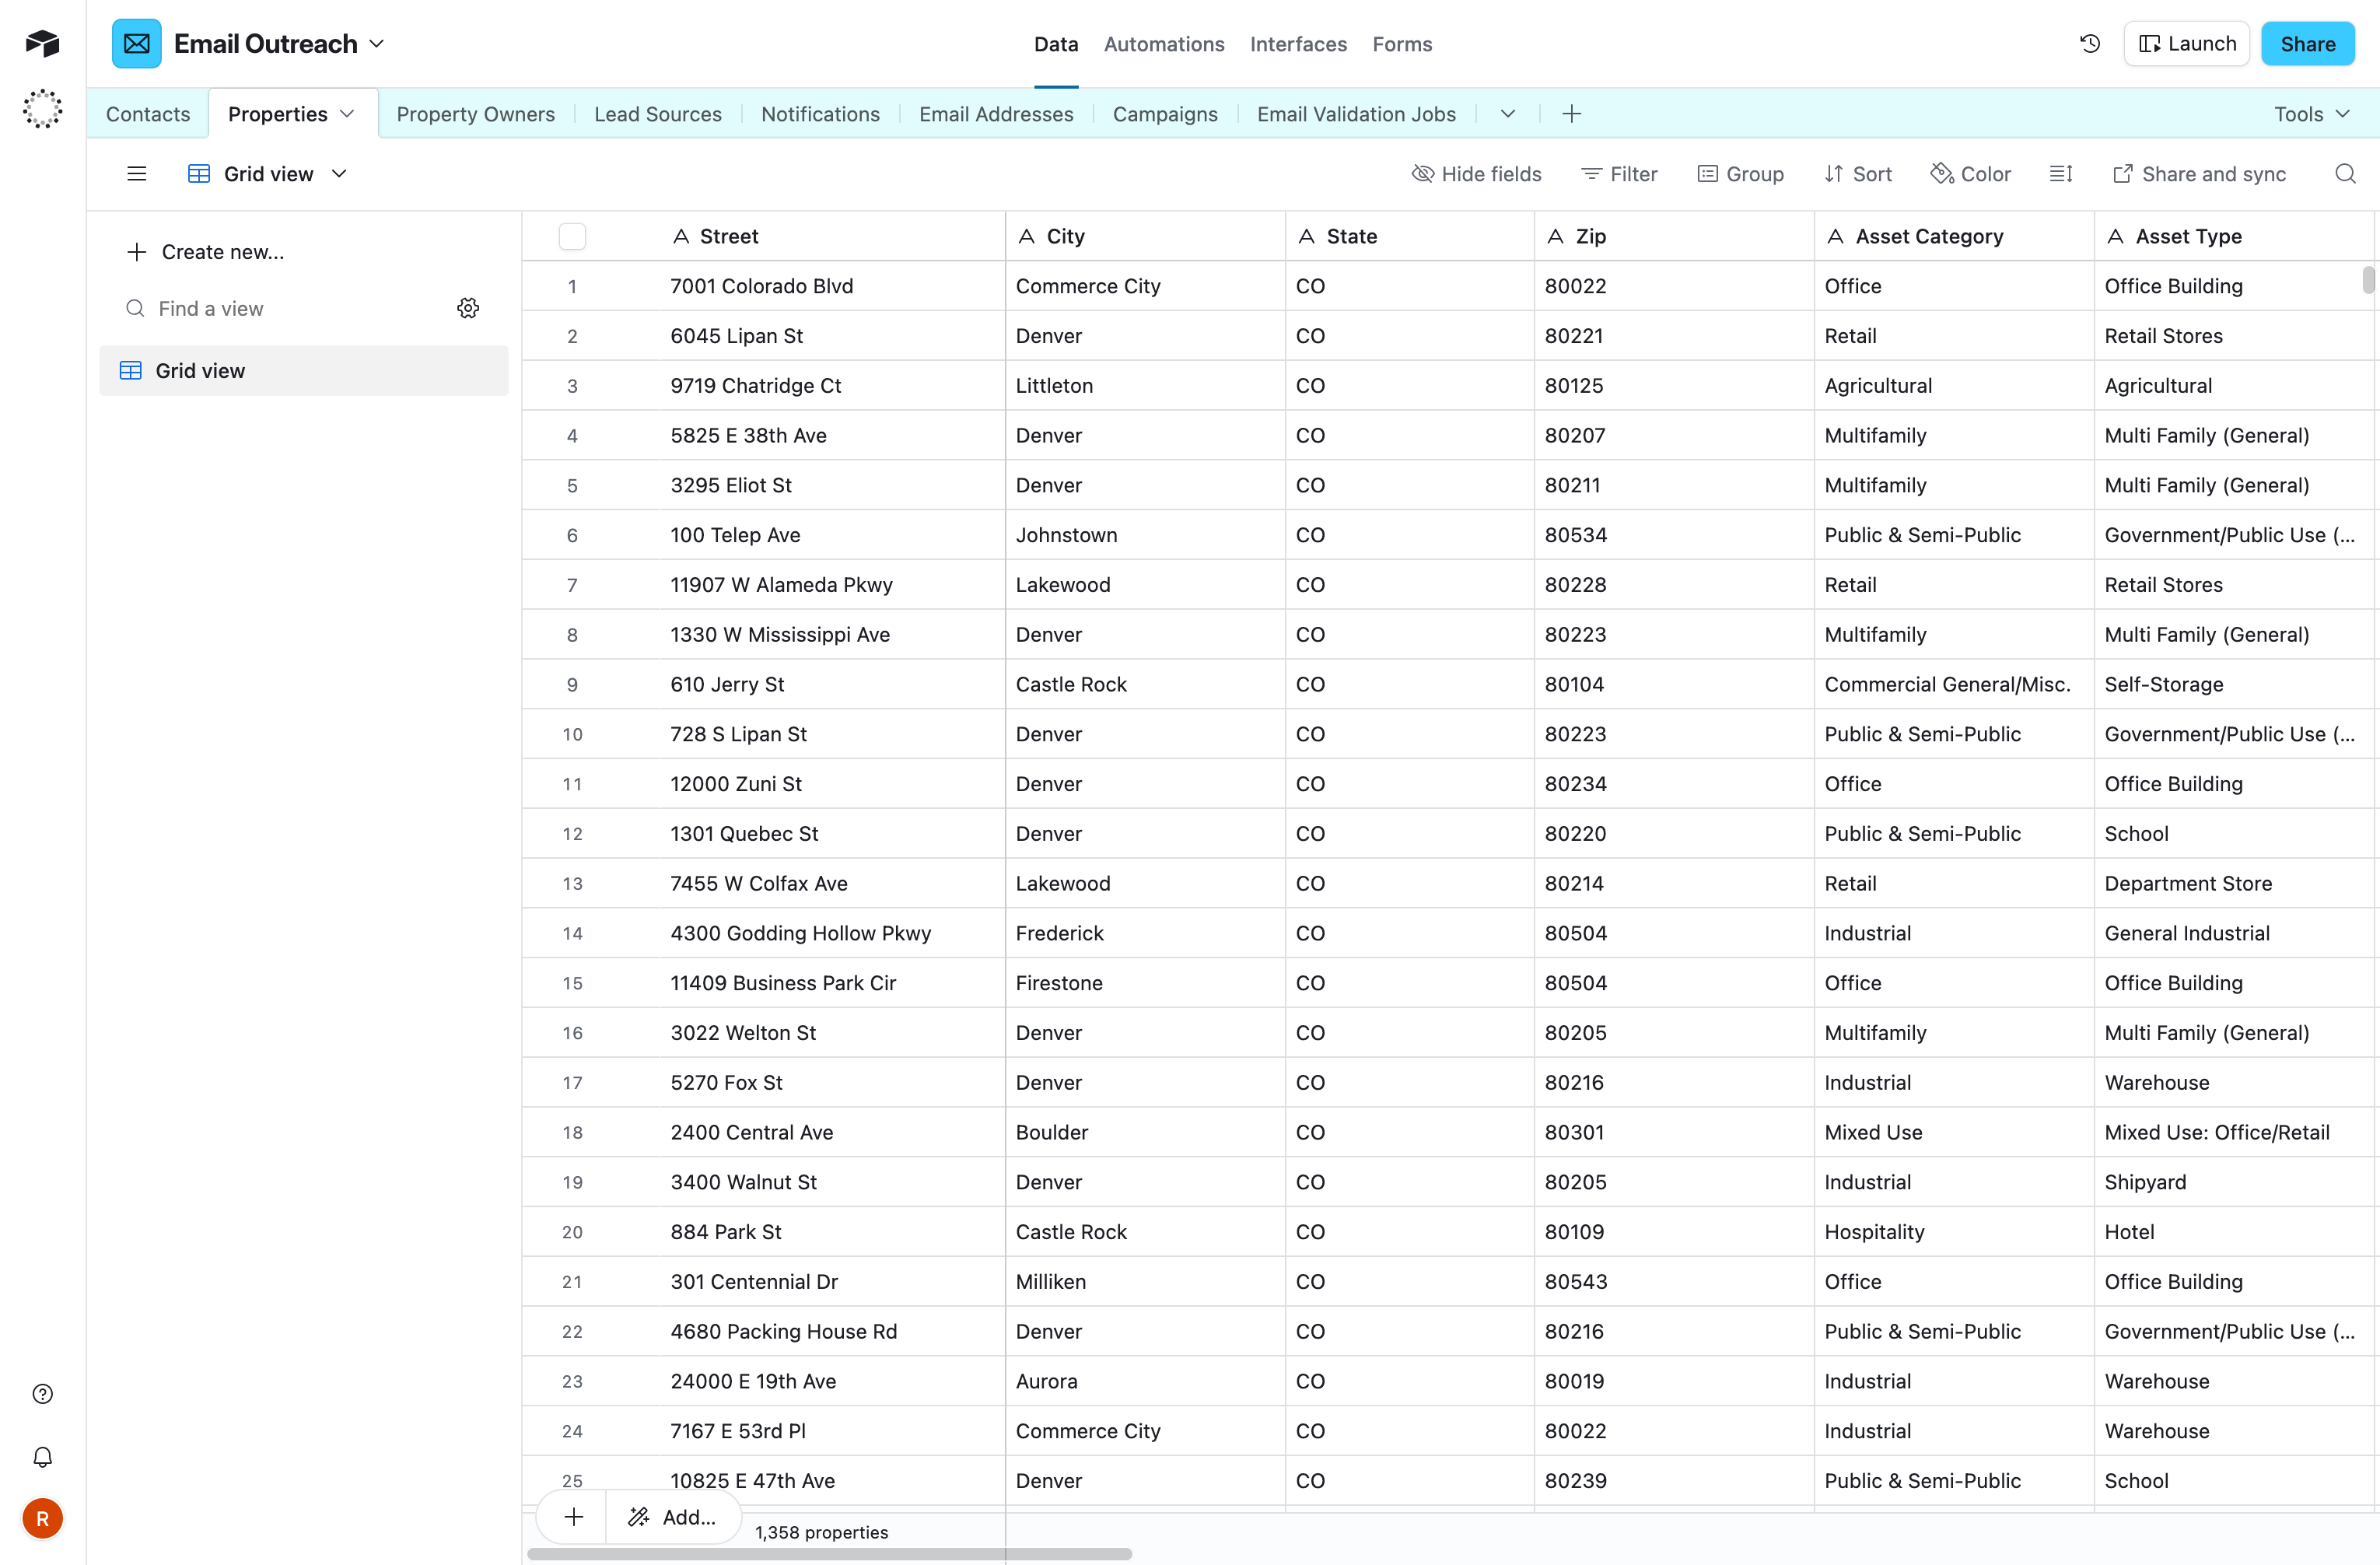 Email Outreach
Data Automations Interfaces Forms
Launch Share
Contacts Properties Property Owners Lead Sources Notifications Email Addresses Campaigns Email Validation Jobs Tools
Grid view Hide fields Filter Group Sort Color Share and sync
Create new...
Find a view
Grid view
Street City State Zip Asset Category Asset Type
1 7001 Colorado Blvd Commerce City CO 80022 Office Office Building
2 6045 Lipan St Denver CO 80221 Retail Retail Stores
3 9719 Chatridge Ct Littleton CO 80125 Agricultural Agricultural
4 5825 E 38th Ave Denver CO 80207 Multifamily Multi Family (General)
5 3295 Eliot St Denver CO 80211 Multifamily Multi Family (General)
6 100 Telep Ave Johnstown CO 80534 Public & Semi-Public Government/Public Use (...
7 11907 W Alameda Pkwy Lakewood CO 80228 Retail Retail Stores
8 1330 W Mississippi Ave Denver CO 80223 Multifamily Multi Family (General)
9 610 Jerry St Castle Rock CO 80104 Commercial General/Misc. Self-Storage
10 728 S Lipan St Denver CO 80223 Public & Semi-Public Government/Public Use (...
11 12000 Zuni St Denver CO 80234 Office Office Building
12 1301 Quebec St Denver CO 80220 Public & Semi-Public School
13 7455 W Colfax Ave Lakewood CO 80214 Retail Department Store
14 4300 Godding Hollow Pkwy Frederick CO 80504 Industrial General Industrial
15 11409 Business Park Cir Firestone CO 80504 Office Office Building
16 3022 Welton St Denver CO 80205 Multifamily Multi Family (General)
17 5270 Fox St Denver CO 80216 Industrial Warehouse
18 2400 Central Ave Boulder CO 80301 Mixed Use Mixed Use: Office/Retail
19 3400 Walnut St Denver CO 80205 Industrial Shipyard
20 884 Park St Castle Rock CO 80109 Hospitality Hotel
21 301 Centennial Dr Milliken CO 80543 Office Office Building
22 4680 Packing House Rd Denver CO 80216 Public & Semi-Public Government/Public Use (...
23 24000 E 19th Ave Aurora CO 80019 Industrial Warehouse
24 7167 E 53rd Pl Commerce City CO 80022 Industrial Warehouse
25 10825 E 47th Ave Denver CO 80239 Public & Semi-Public School
Add... 1,358 properties
R